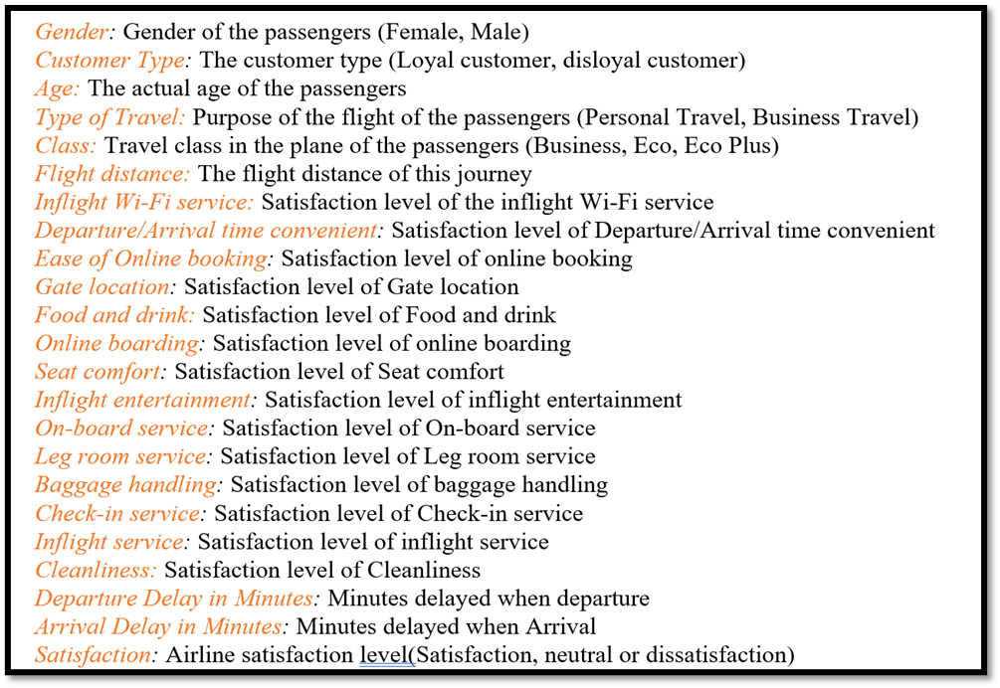 Gender: Gender of the passengers (Female, Male)
Customer Type: The customer type (Loyal customer, disloyal customer)
Age: The actual age of the passengers
Type of Travel: Purpose of the flight of the passengers (Personal Travel, Business Travel)
Class: Travel class in the plane of the passengers (Business, Eco, Eco Plus)
Flight distance: The flight distance of this journey
Inflight Wi-Fi service: Satisfaction level of the inflight Wi-Fi service
Departure/Arrival time convenient: Satisfaction level of Departure/Arrival time convenient
Ease of Online booking: Satisfaction level of online booking
Gate location: Satisfaction level of Gate location
Food and drink: Satisfaction level of Food and drink
Online boarding: Satisfaction level of online boarding
Seat comfort: Satisfaction level of Seat comfort
Inflight entertainment: Satisfaction level of inflight entertainment
On-board service: Satisfaction level of On-board service
Leg room service: Satisfaction level of Leg room service
Baggage handling: Satisfaction level of baggage handling
Check-in service: Satisfaction level of Check-in service
Inflight service: Satisfaction level of inflight service
Cleanliness: Satisfaction level of Cleanliness
Departure Delay in Minutes: Minutes delayed when departure
Arrival Delay in Minutes: Minutes delayed when Arrival
Satisfaction: Airline satisfaction level(Satisfaction, neutral or dissatisfaction)